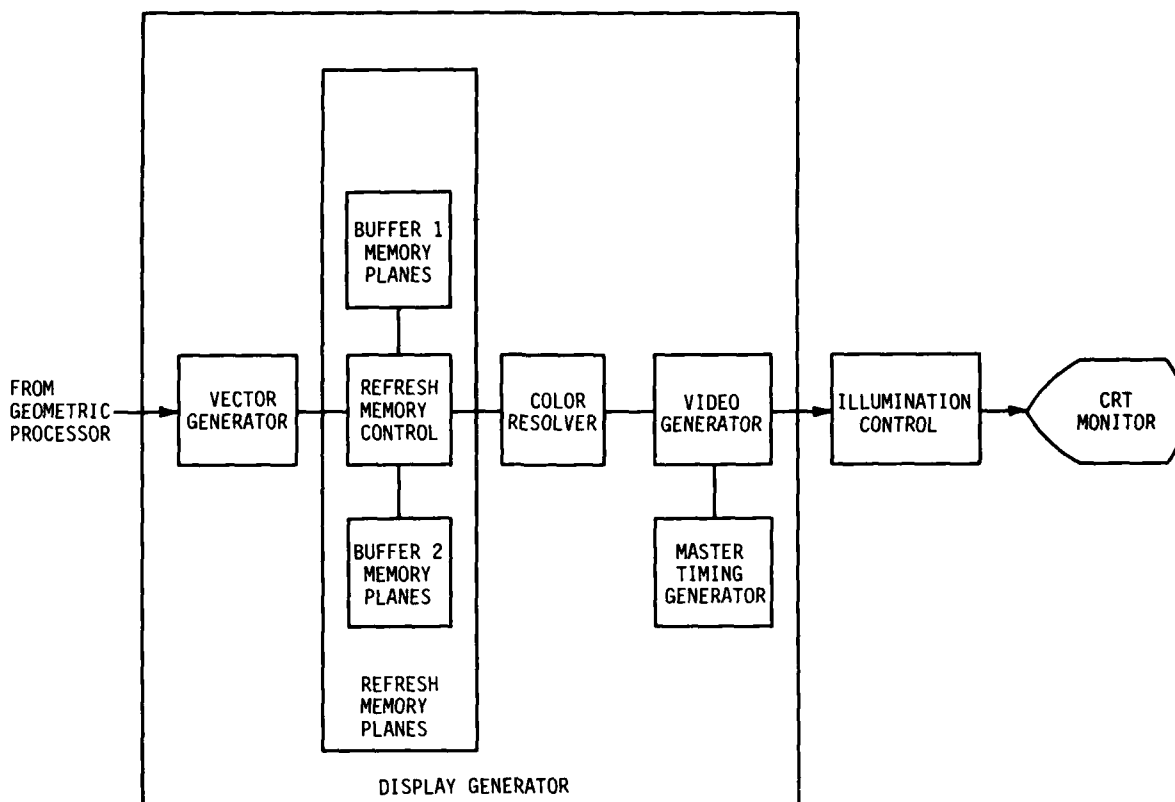 BUFFER 1
MEMORY
PLANES
FROM
GEOMETRIC
PROCESSOR
VECTOR
GENERATOR
REFRESH
MEMORY
CONTROL
COLOR
RESOLVER
VIDEO
GENERATOR
ILLUMINATION
CONTROL
CRT
MONITOR
BUFFER 2
MEMORY
PLANES
MASTER
TIMING
GENERATOR
REFRESH
MEMORY
PLANES
DISPLAY GENERATOR